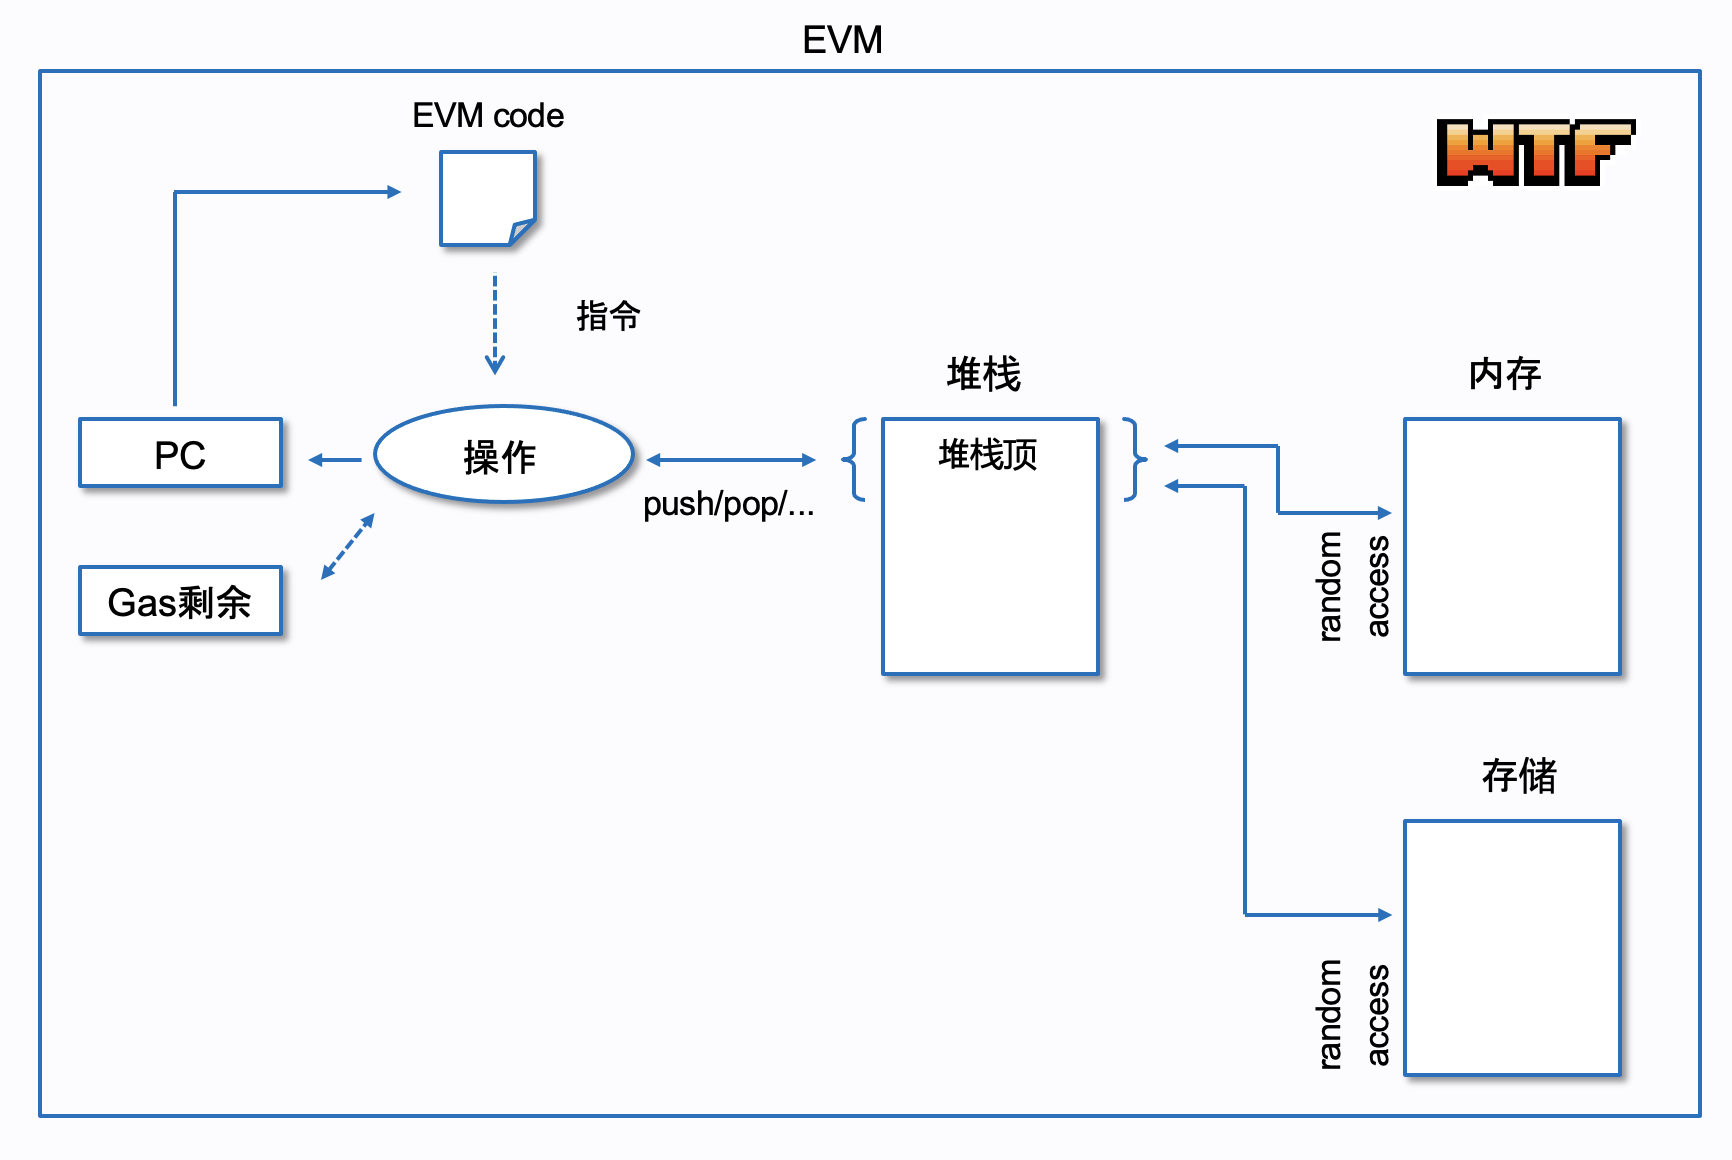 EVM
EVM code
WTF
指令
堆栈
内存
PC
操作
堆栈顶
push/pop/...
random
access
Gas剩余
存储
random
access